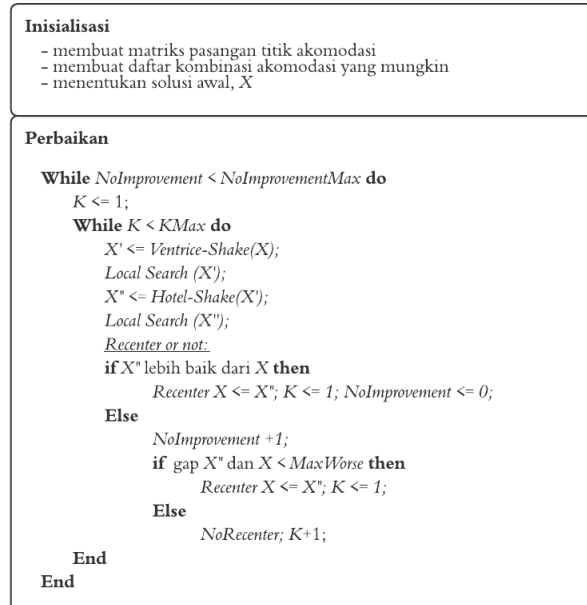 Inisialisasi
- membuat matriks pasangan titik akomodasi
- membuat daftar kombinasi akomodasi yang mungkin
- menentukan solusi awal, X
Perbaikan
While NoImprovement < NoImprovementMax do
K <= 1;
While K < KMax do
X' <= Ventrice-Shake(X);
Local Search (X');
X" <= Hotel-Shake(X');
Local Search (X");
Recenter or not:
if X" lebih baik dari X then
Recenter X <= X"; K <= 1; NoImprovement <= 0;
Else
NoImprovement +1;
if gap X" dan X < MaxWorse then
Recenter X <= X"; K <= 1;
Else
NoRecenter; K+1;
End
End